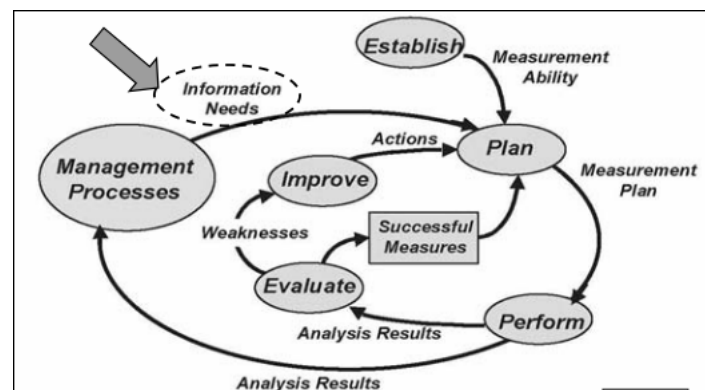 Establish
Measurement
Ability
Information
Needs
Actions
Plan
Management
Processes
Improve
Measurement
Plan
Successful
Measures
Weaknesses
Evaluate
Analysis Results
Perform
Analysis Results